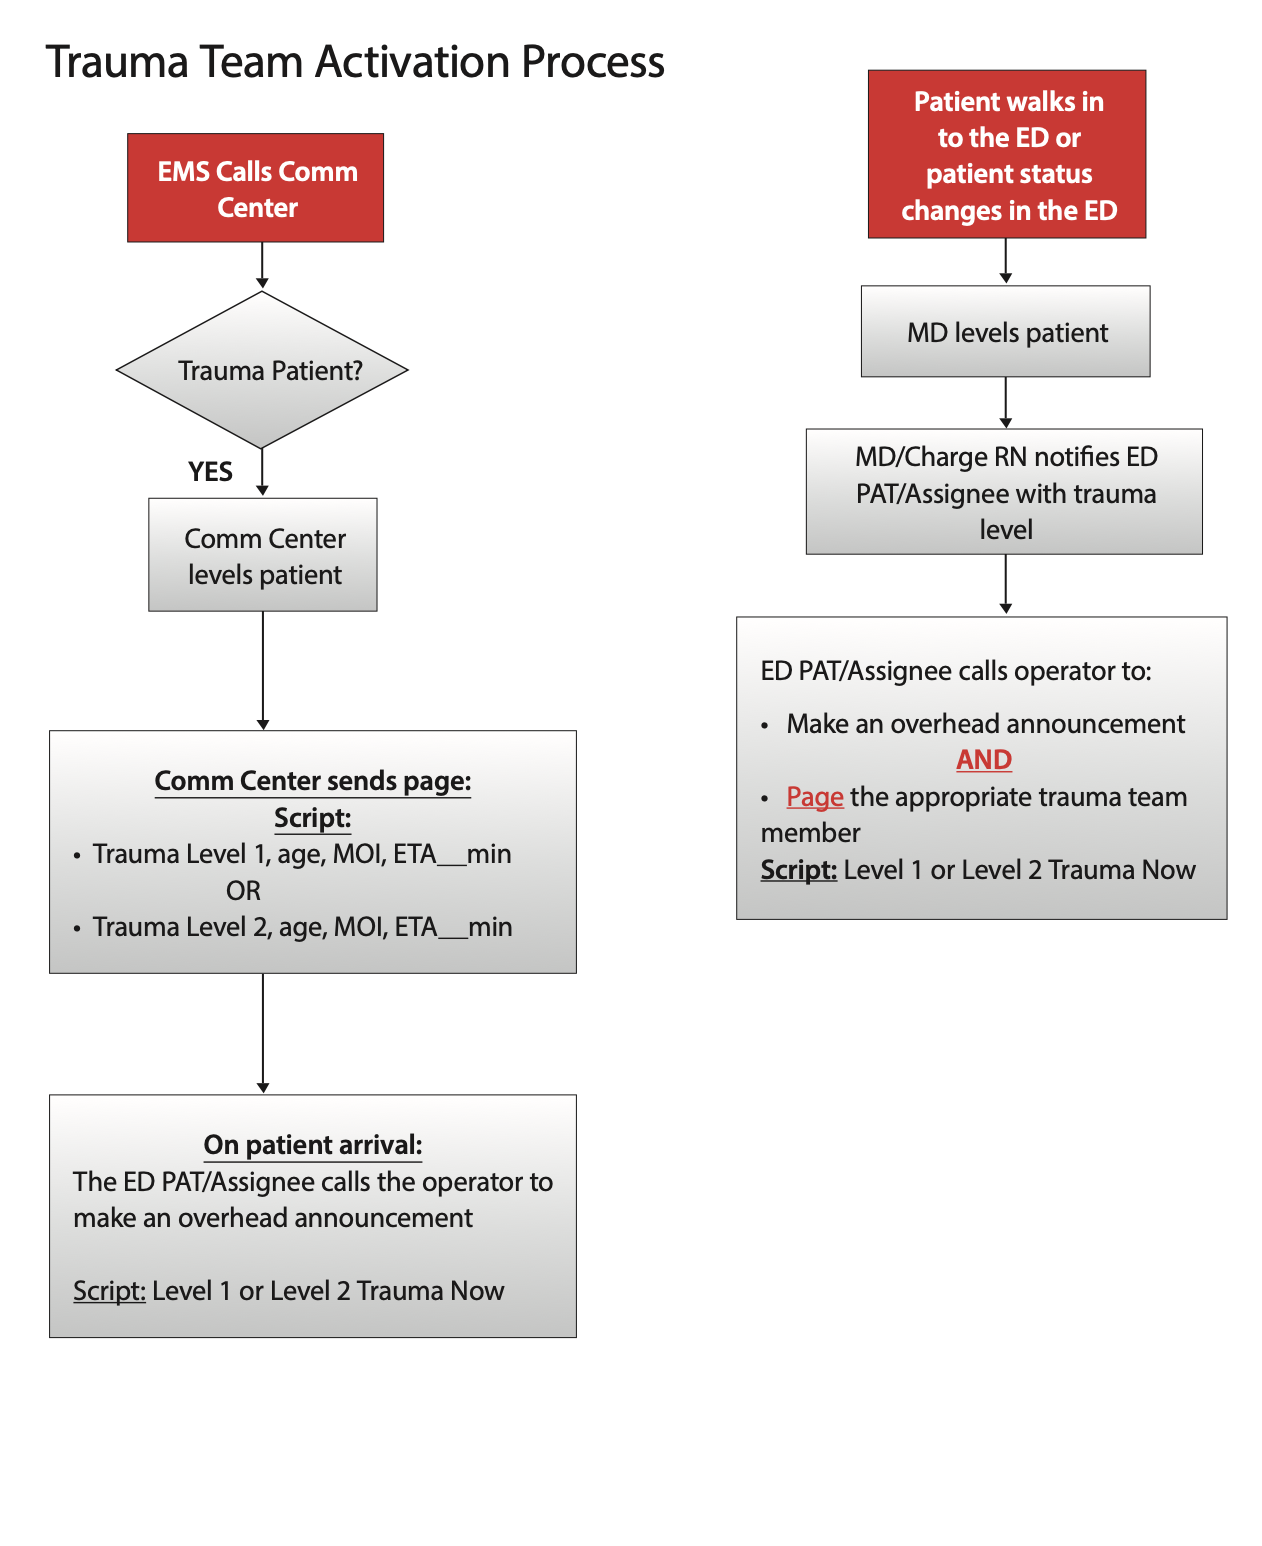 Trauma Team Activation Process
EMS Calls Comm
Center
Trauma Patient?
YES
Comm Center
levels patient
Comm Center sends page:
Script:
• Trauma Level 1, age, MOI, ETA__min
OR
• Trauma Level 2, age, MOI, ETA__min
On patient arrival:
The ED PAT/Assignee calls the operator to
make an overhead announcement
Script: Level 1 or Level 2 Trauma Now
Patient walks in
to the ED or
patient status
changes in the ED
MD levels patient
MD/Charge RN notifies ED
PAT/Assignee with trauma
level
ED PAT/Assignee calls operator to:
• Make an overhead announcement
AND
• Page the appropriate trauma team
member
Script: Level 1 or Level 2 Trauma Now